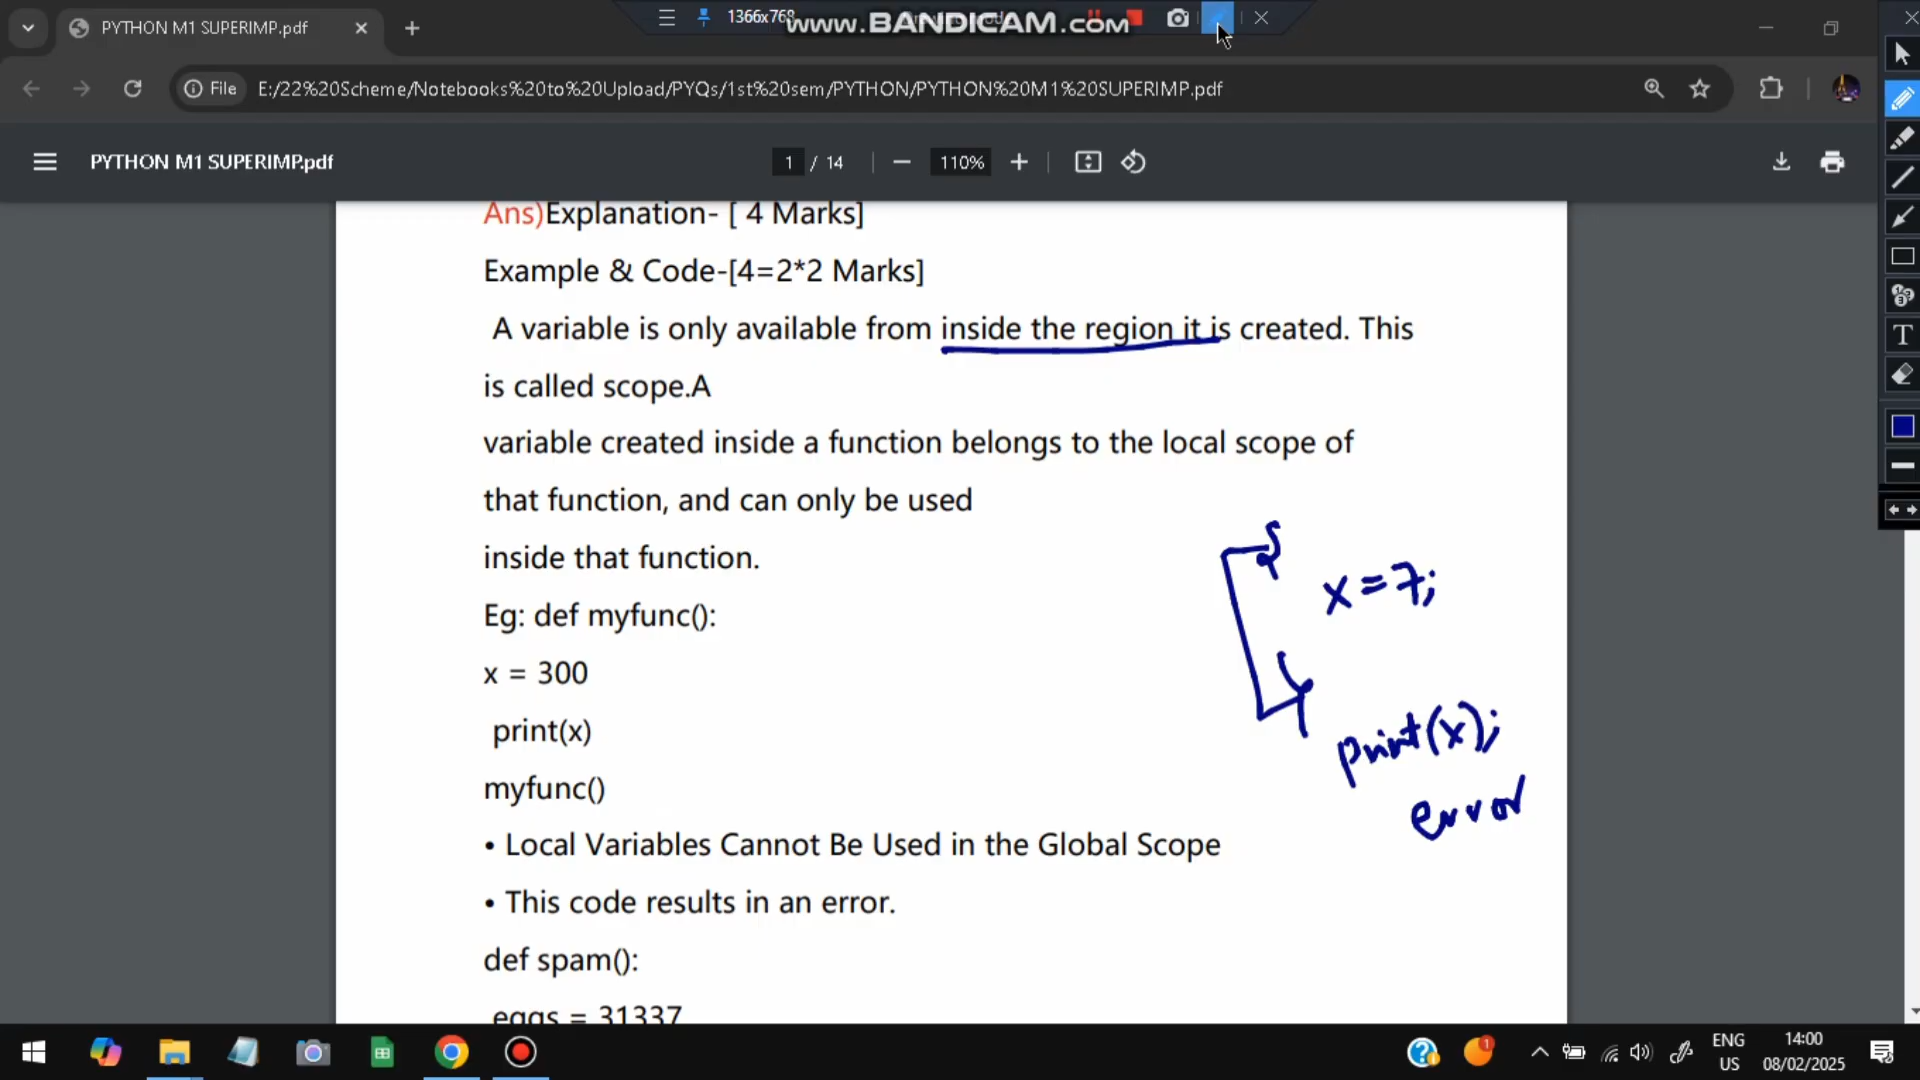 PYTHON M1 SUPERIMP.pdf
1366x768
www.BANDICAM.com
File
E:/22%20Scheme/Notebooks%20to%20Upload/PYQs/1st%20sem/PYTHON/PYTHON%20M1%20SUPERIMP.pdf
PYTHON M1 SUPERIMP.pdf
1 / 14
110%
Ans)Explanation- [ 4 Marks]
Example & Code-[4=2*2 Marks]
A variable is only available from inside the region it is created. This
is called scope.A
variable created inside a function belongs to the local scope of
that function, and can only be used
inside that function.
Eg: def myfunc():
x = 300
print(x)
myfunc()
• Local Variables Cannot Be Used in the Global Scope
• This code results in an error.
def spam():
eggs = 31337
x=7;
print(x);
error
T
1
ENG
US
14:00
08/02/2025